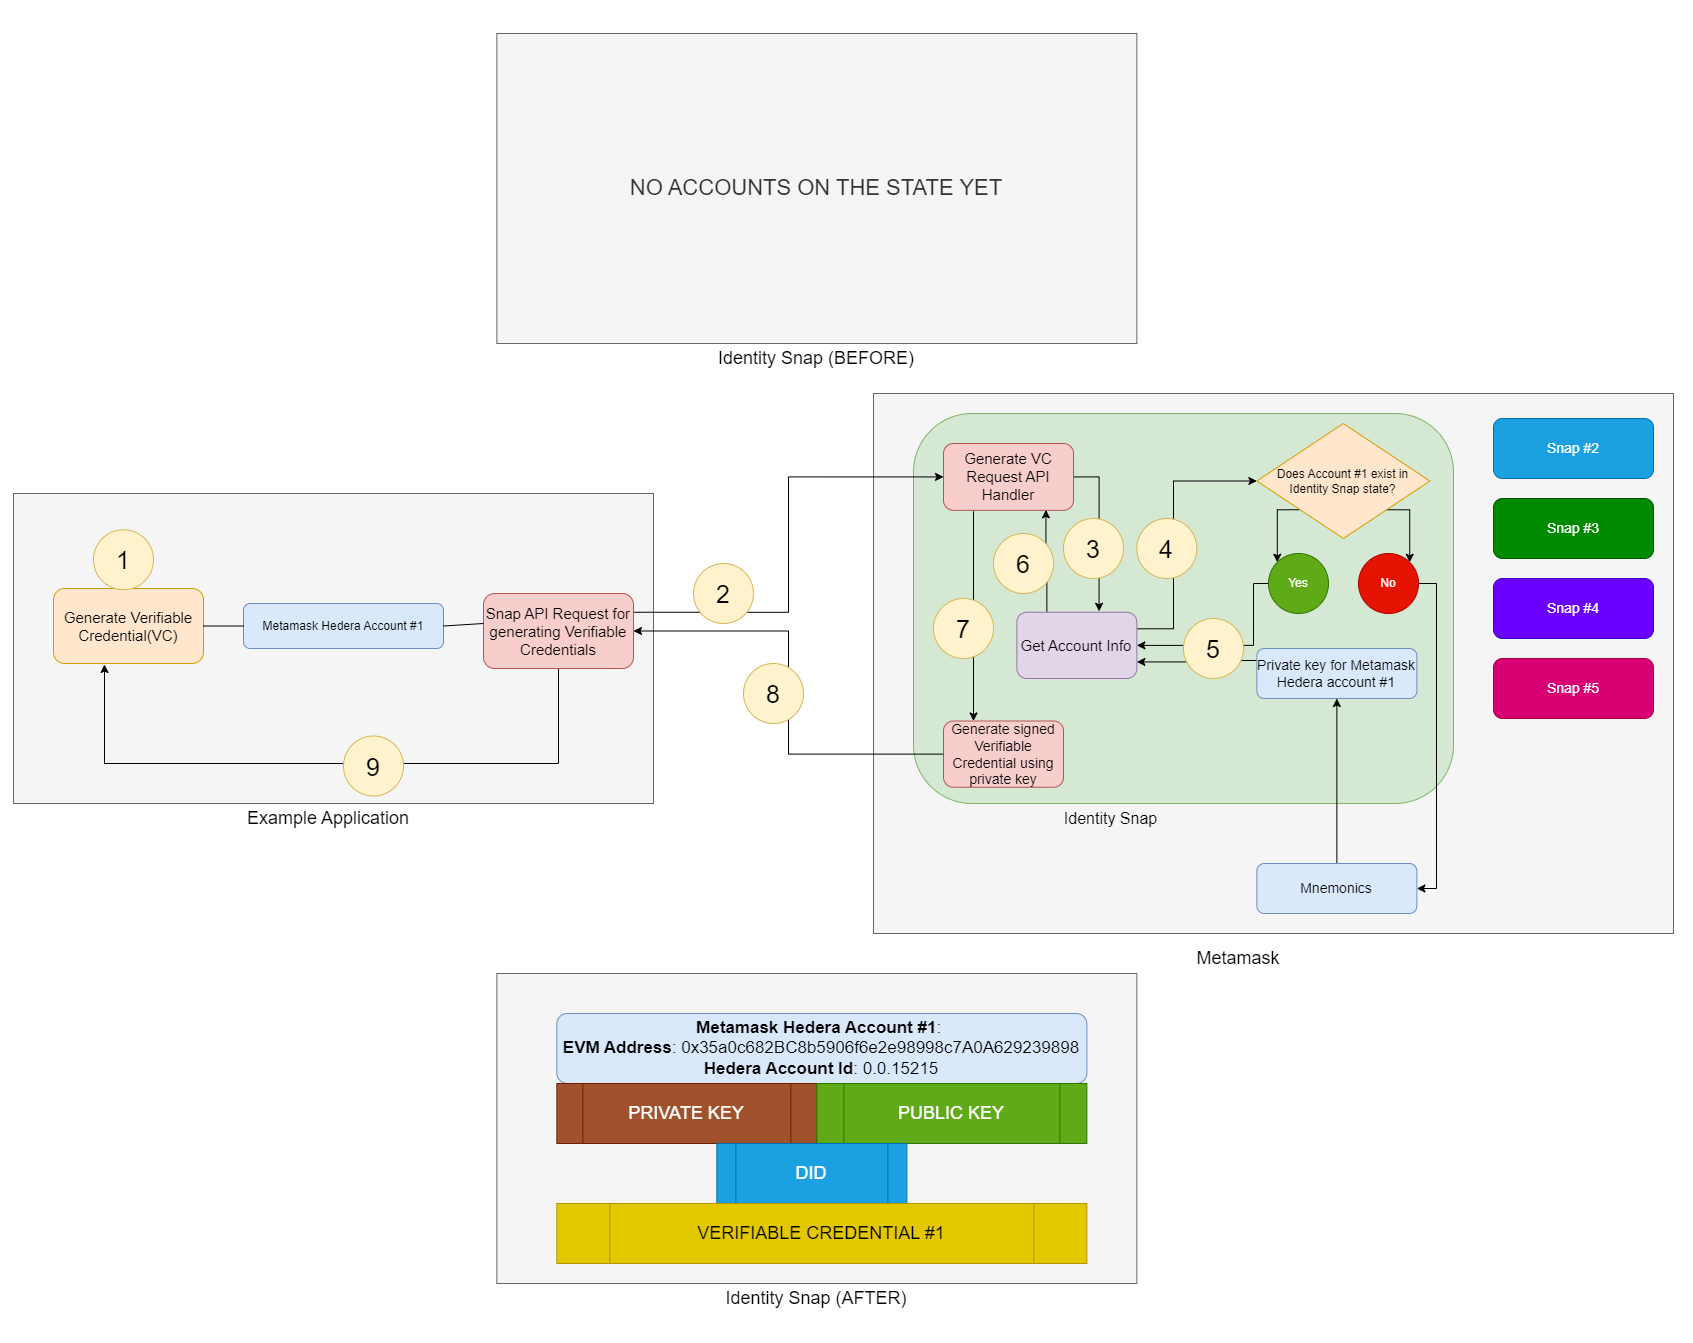 NO ACCOUNTS ON THE STATE YET
Identity Snap (BEFORE)
1
Generate Verifiable
Credential(VC)
Metamask Hedera Account #1
Snap API Request for
generating Verifiable
Credentials
9
Example Application
2
8
Generate VC
Request API
Handler
3
4
6
7
5
Get Account Info
Does Account #1 exist in
Identity Snap state?
Yes
No
Private key for Metamask
Hedera account #1
Generate signed
Verifiable
Credential using
private key
Identity Snap
Mnemonics
Snap #2
Snap #3
Snap #4
Snap #5
Metamask
Metamask Hedera Account #1:
EVM Address: 0x35a0c682BC8b5906f6e2e98998c7A0A629239898
Hedera Account Id: 0.0.15215
PRIVATE KEY
PUBLIC KEY
DID
VERIFIABLE CREDENTIAL #1
Identity Snap (AFTER)